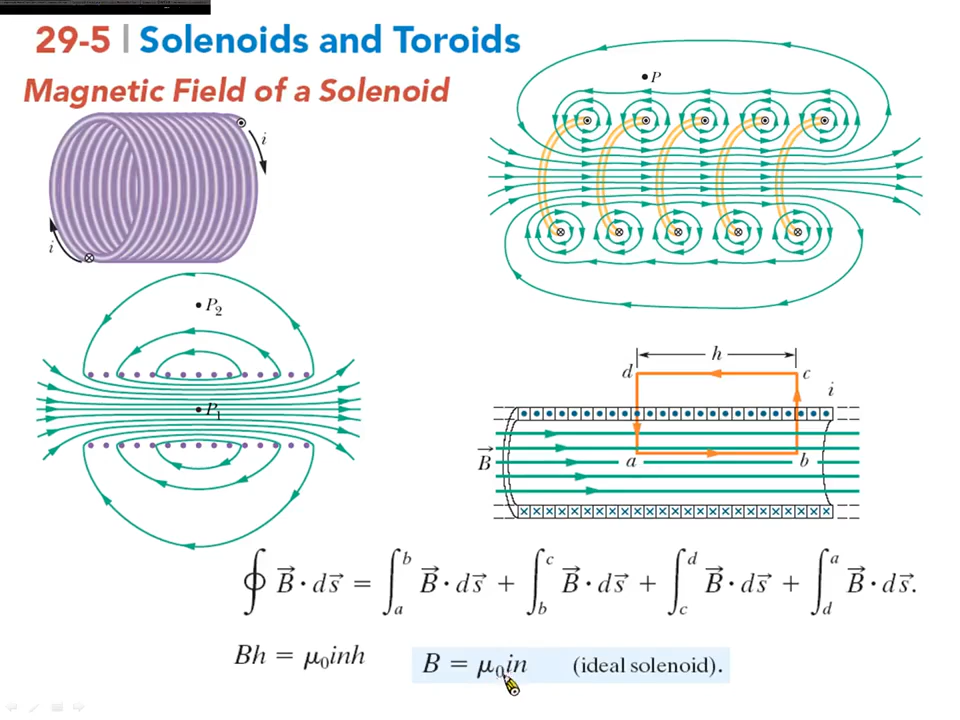 29-5 | Solenoids and Toroids
Magnetic Field of a Solenoid
i
i
P
P₂
P₁
h
d
c
i
B⃗
a
b
∮ B⃗ · ds⃗ = ∫ₐᵇ B⃗ · ds⃗ + ∫_b^c B⃗ · ds⃗ + ∫_c^d B⃗ · ds⃗ + ∫_d^a B⃗ · ds⃗.
Bh = μ₀inh
B = μ₀in (ideal solenoid).